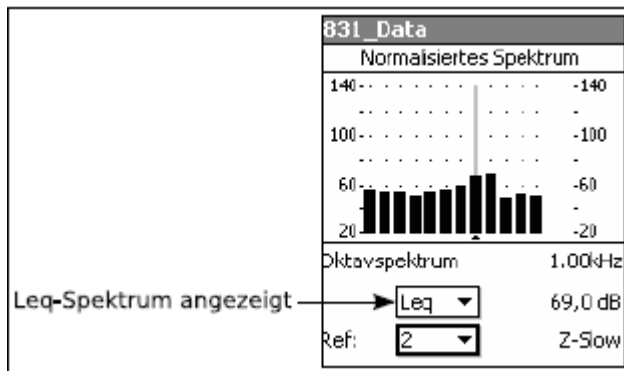 831_Data
Normalisiertes Spektrum
140 -140
100 -100
60 -60
20 -20
Oktavspektrum 1.00kHz
Leq-Spektrum angezeigt Leq 69,0 dB
Ref: 2 Z-Slow